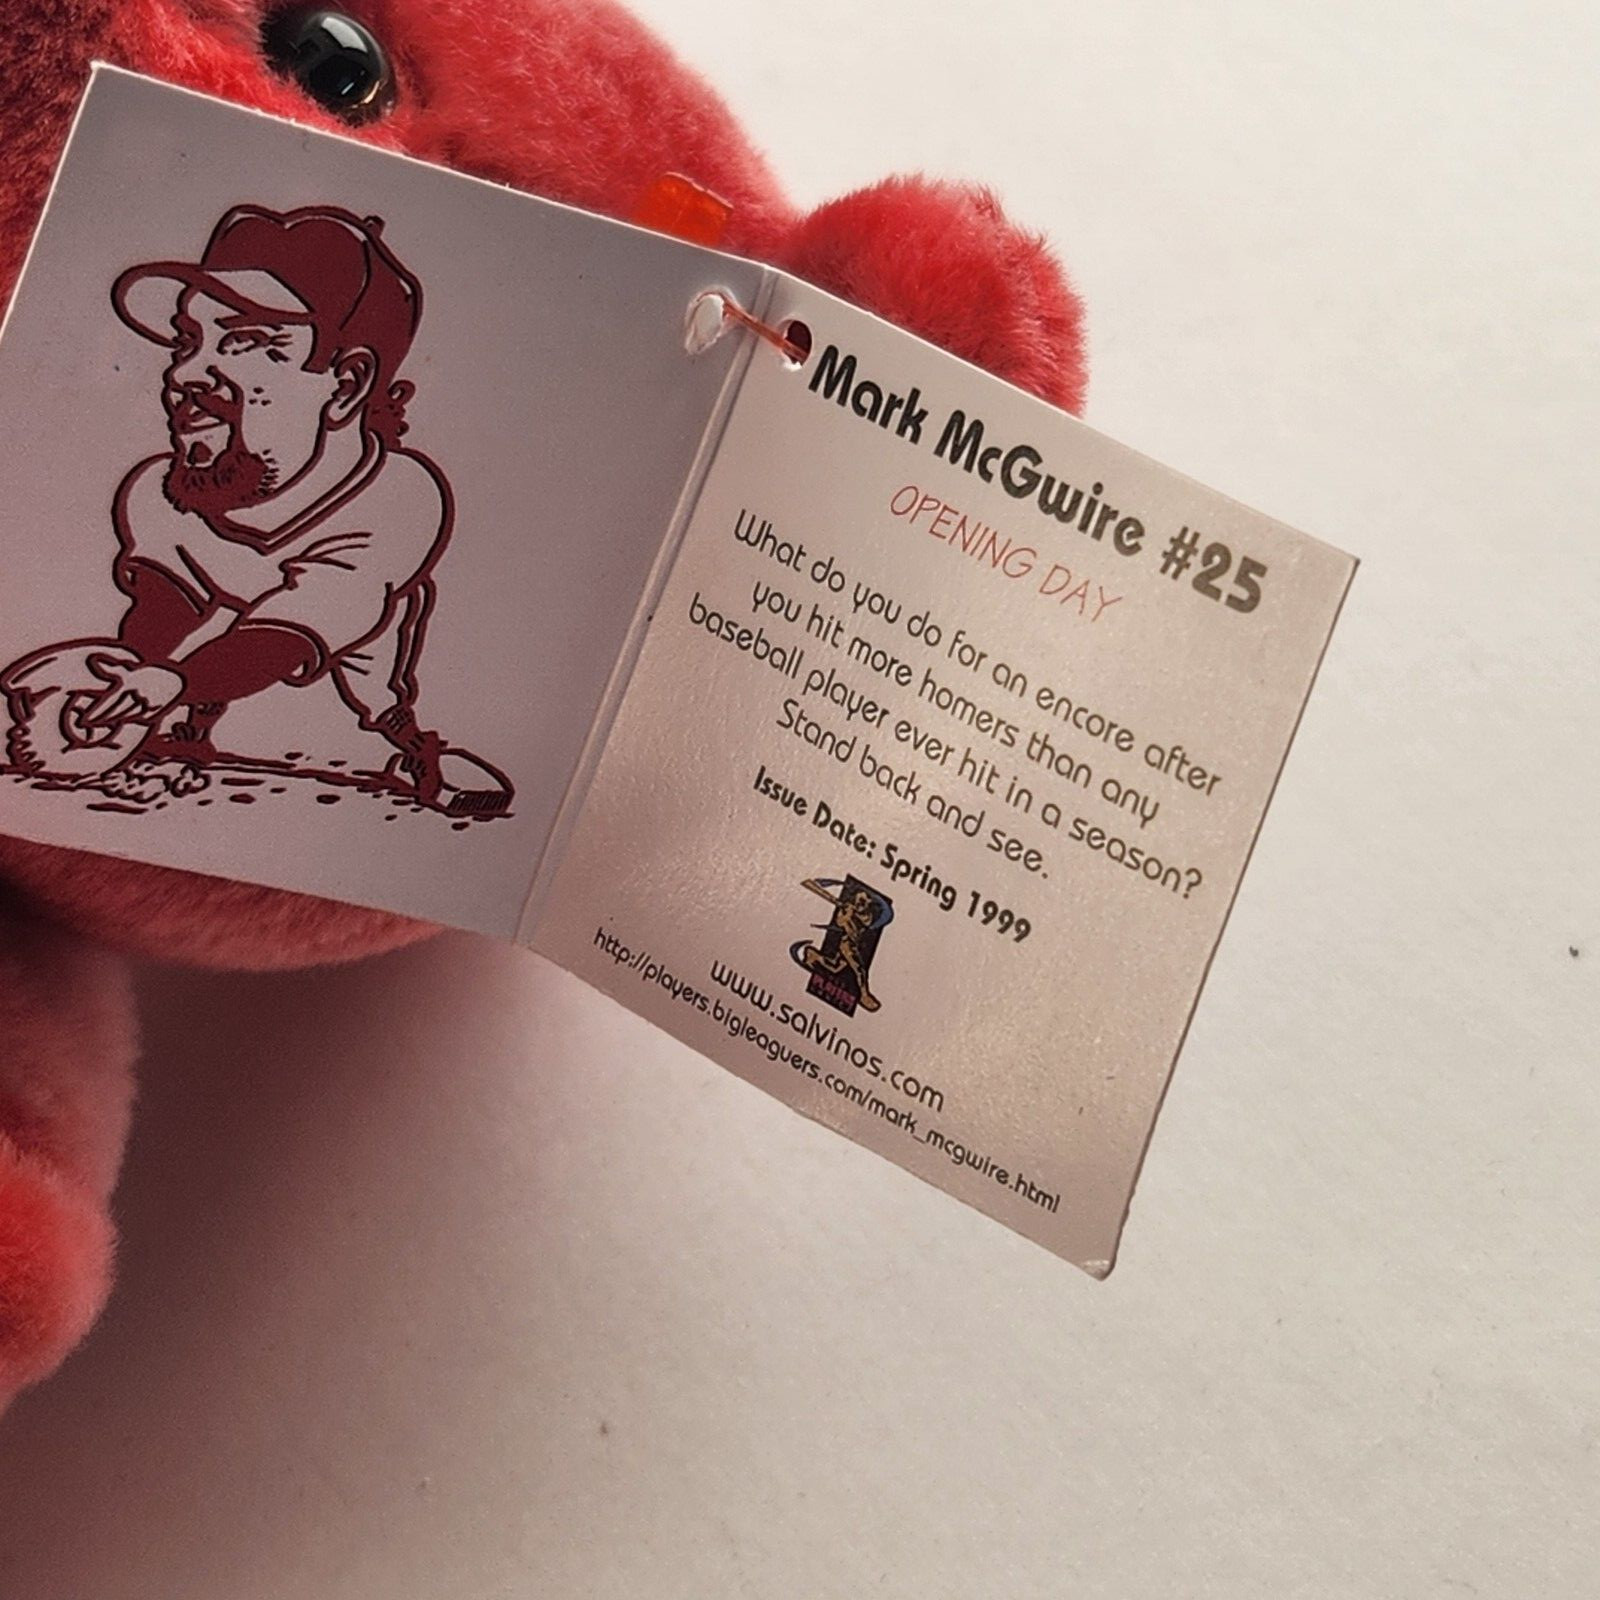 Mark McGwire #25
OPENING DAY
What do you do for an encore after
you hit more homers than any
baseball player ever hit in a season?
Stand back and see.
Issue Date: Spring 1999
PLAYERS
www.salvinos.com
http://players.bigleaguers.com/mark_mcgwire.html